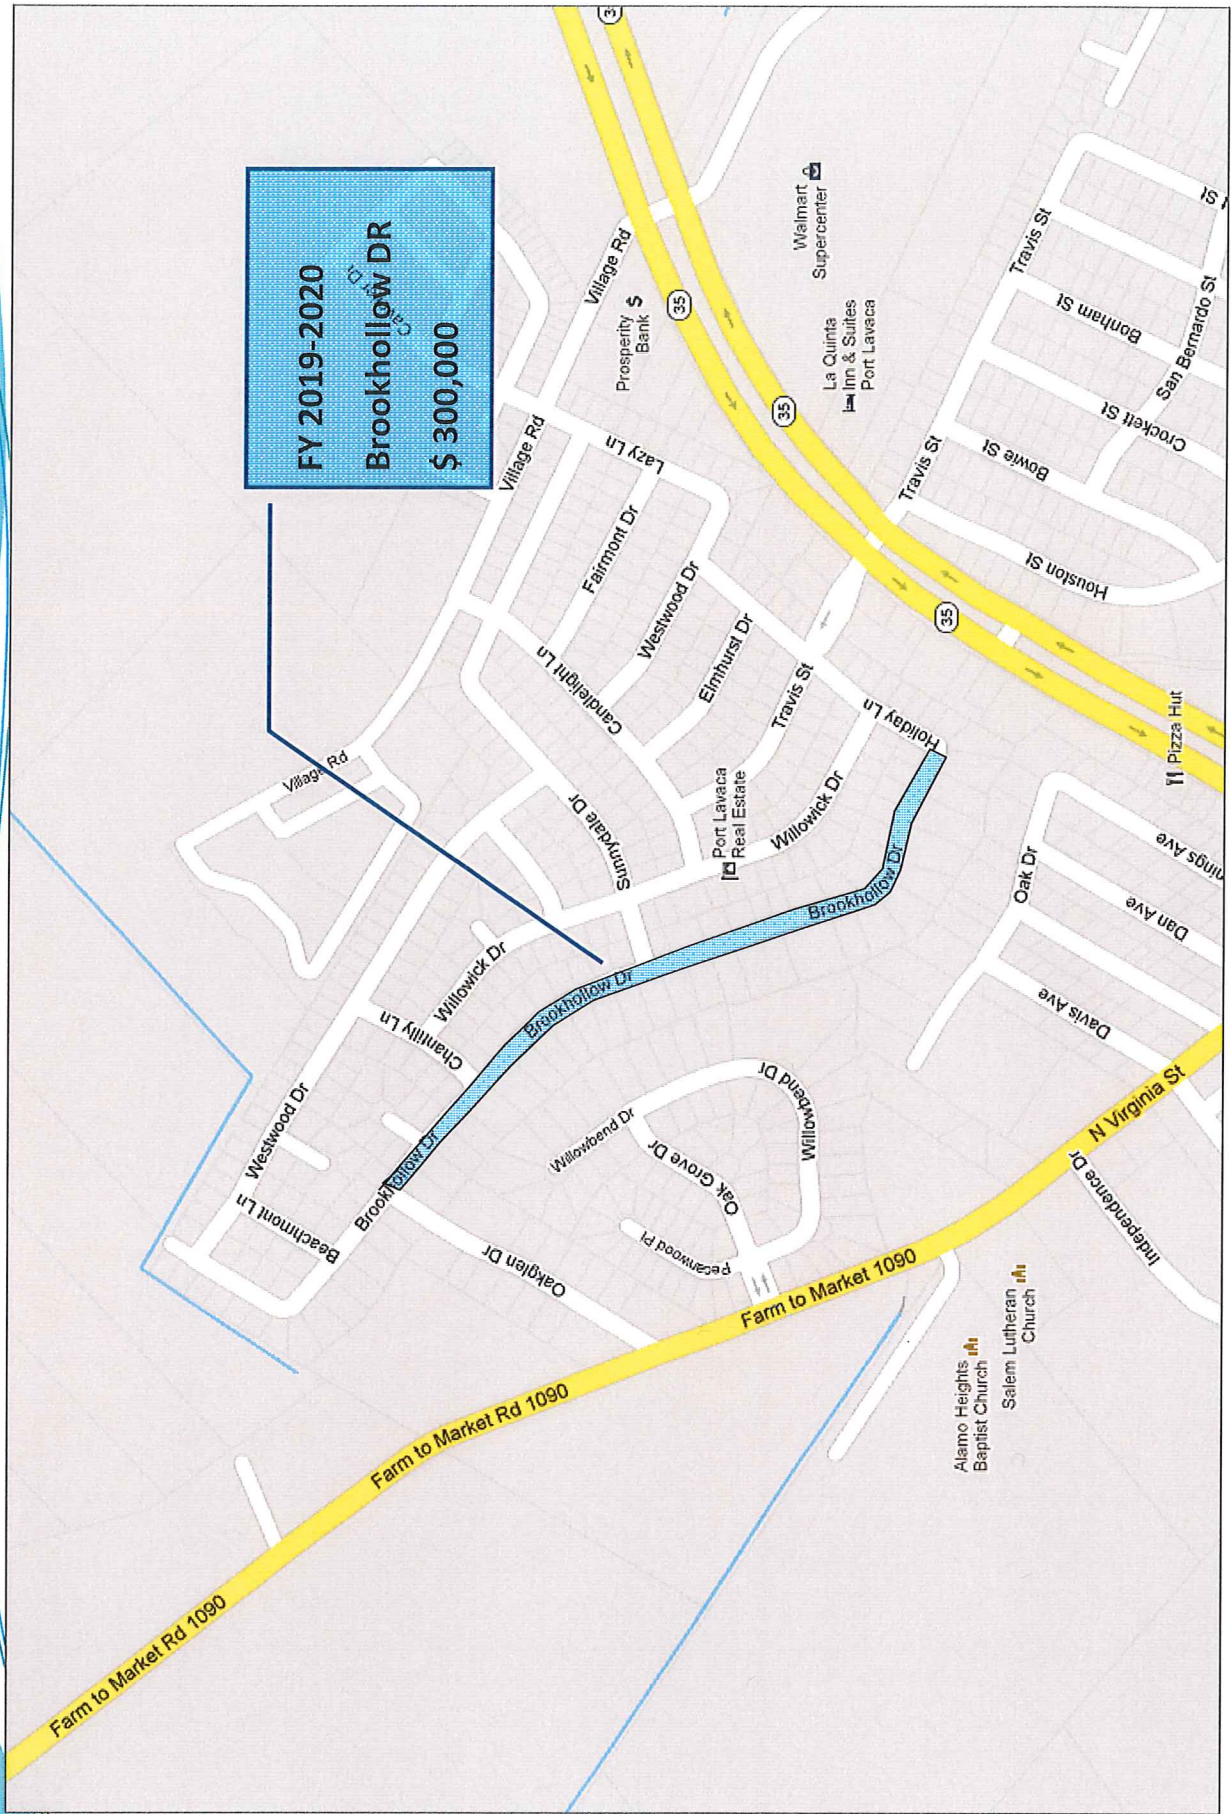 FY 2019-2020
Brookhollow DR
$ 300,000
35
Village Rd
Prosperity $
Bank
35
Walmart
Supercenter
La Quinta
Inn & Suites
Port Lavaca
35
35
Travis St
Bonham St
San Bernardo St
Crockett St
Bowie St
Travis St
Houston St
Village Rd
Lazy Ln
Fairmont Dr
Westwood Dr
Elmhurst Dr
Travis St
Candlelight Ln
Holiday Ln
Village Rd
Sunnydale Dr
Port Lavaca
Real Estate
Willowick Dr
Brookhollow Dr
Pizza Hut
Oak Dr
Dan Ave
Davis Ave
Willowick Dr
Chantilly Ln
Brookhollow Dr
Westwood Dr
Beachmont Ln
Brookhollow Dr
Willowbend Dr
Oak Grove Dr
Willowbend Dr
Pecanwood Pl
Oakglen Dr
N Virginia St
Independence Dr
Farm to Market 1090
Farm to Market Rd 1090
Farm to Market Rd 1090
Alamo Heights
Baptist Church
Salem Lutheran
Church